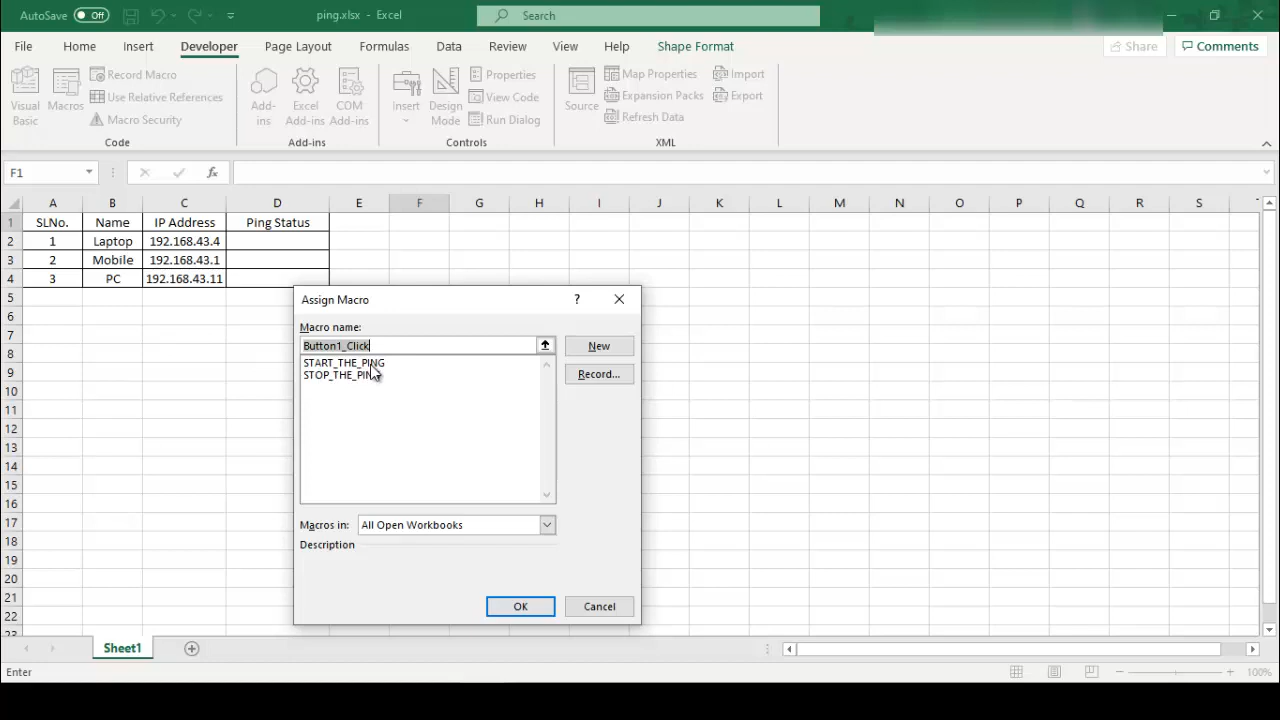 AutoSave Off ping.xlsx - Excel Search
File Home Insert Developer Page Layout Formulas Data Review View Help Shape Format Share Comments
Visual Basic
Macros
Record Macro
Use Relative References
Macro Security
Code
Add-ins
Excel Add-ins
COM Add-ins
Add-ins
Insert
Design Mode
Properties
View Code
Run Dialog
Controls
Source
Map Properties
Expansion Packs
Refresh Data
Import
Export
XML
F1 fx
A B C D E F G H I J K L M N O P Q R S
1 SLNo. Name IP Address Ping Status
2 1 Laptop 192.168.43.4
3 2 Mobile 192.168.43.1
4 3 PC 192.168.43.11
5
6
7
8
9
10
11
12
13
14
15
16
17
18
19
20
21
22
23
Assign Macro ?
Macro name:
Button1_Click
New
START_THE_PING
STOP_THE_PING
Record...
Macros in: All Open Workbooks
Description
OK Cancel
Sheet1
Enter 100%